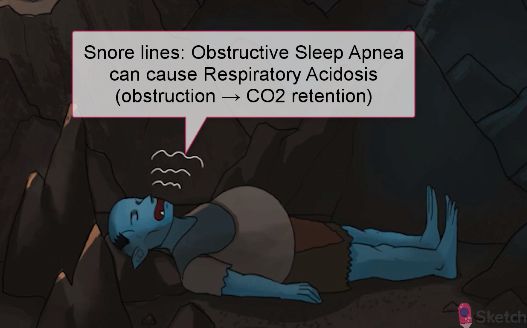 Snore lines: Obstructive Sleep Apnea
can cause Respiratory Acidosis
(obstruction → CO2 retention)
Sketch